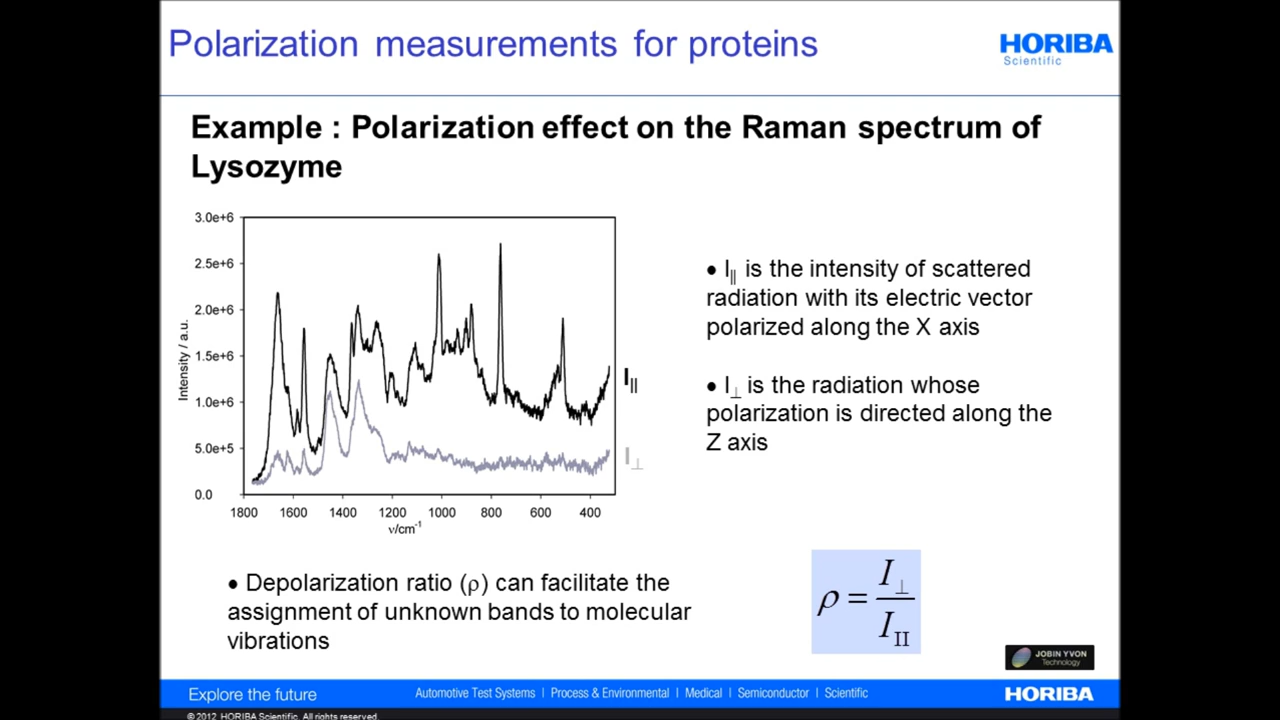 Polarization measurements for proteins
HORIBA
Scientific
Example : Polarization effect on the Raman spectrum of
Lysozyme
3.0e+6
2.5e+6
2.0e+6
1.5e+6
1.0e+6
5.0e+5
0.0
Intensity / a.u.
1800 1600 1400 1200 1000 800 600 400
ν/cm⁻¹
I||
I⊥
• I|| is the intensity of scattered
radiation with its electric vector
polarized along the X axis
• I⊥ is the radiation whose
polarization is directed along the
Z axis
• Depolarization ratio (ρ) can facilitate the
assignment of unknown bands to molecular
vibrations
ρ = I⊥ / III
JOBIN YVON
Technology
Explore the future
Automotive Test Systems | Process & Environmental | Medical | Semiconductor | Scientific
HORIBA
© 2012 HORIBA Scientific. All rights reserved.